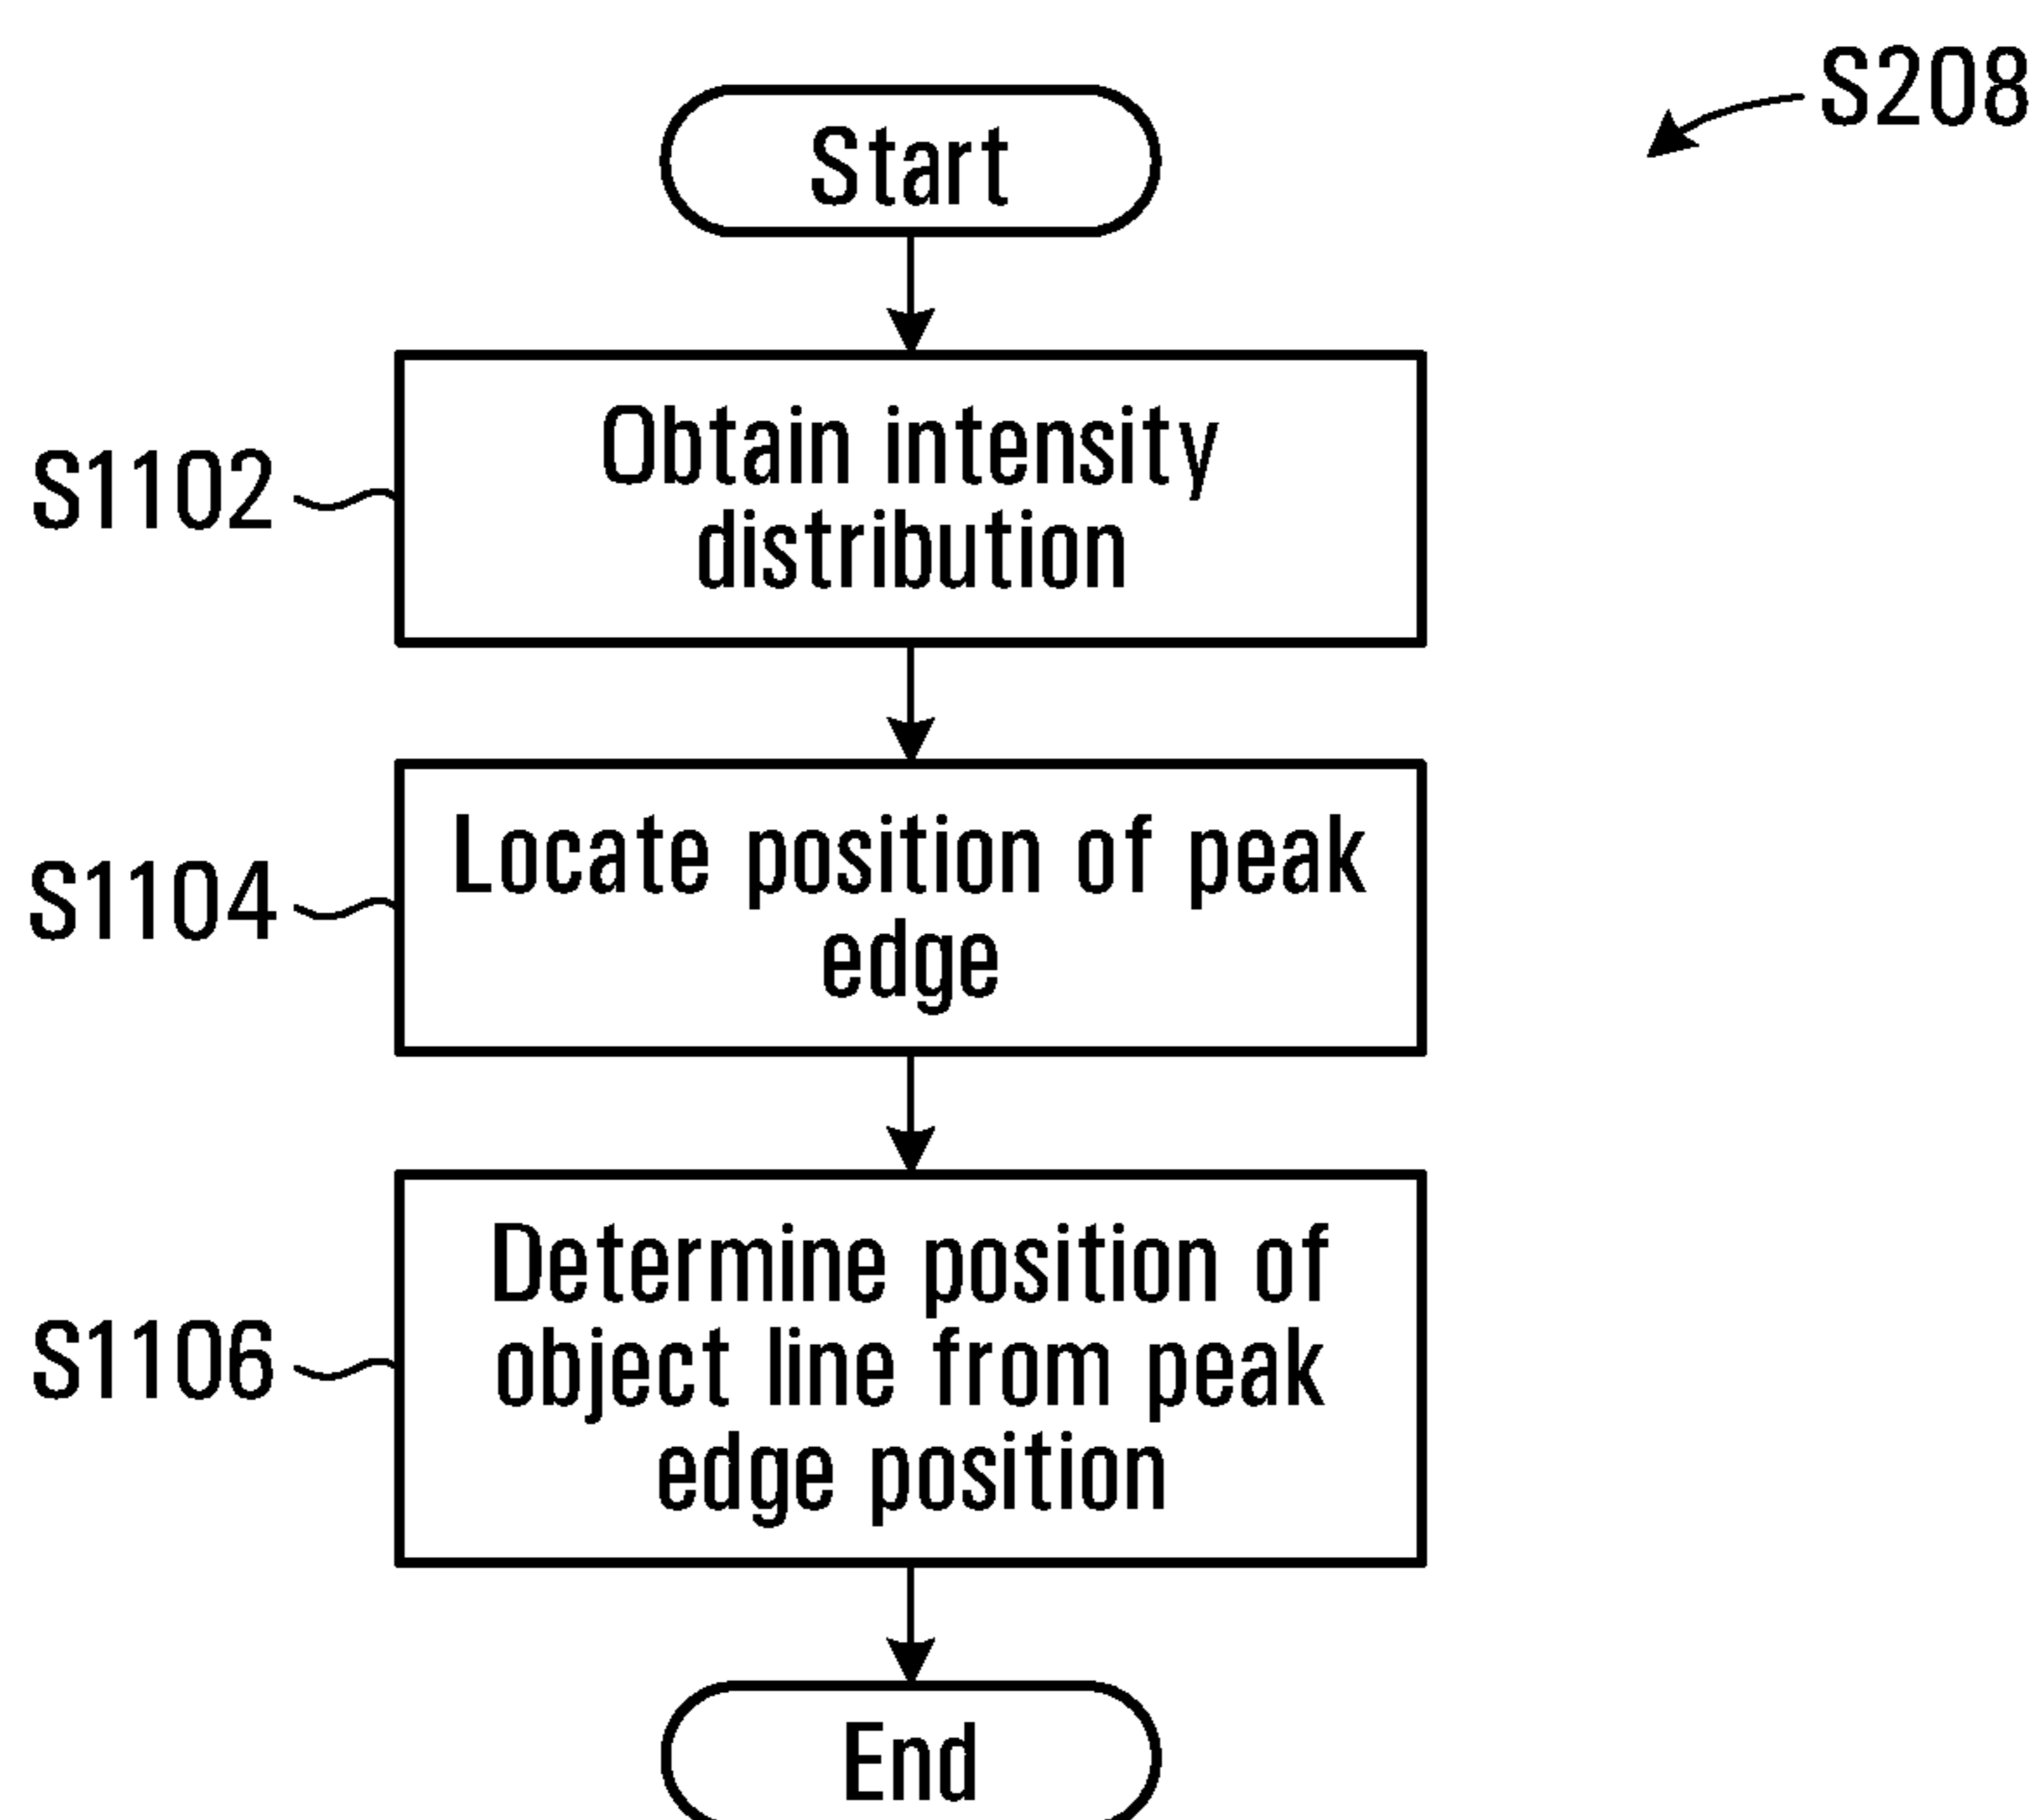 S208
Start
S1102
Obtain intensity
distribution
S1104
Locate position of peak
edge
S1106
Determine position of
object line from peak
edge position
End